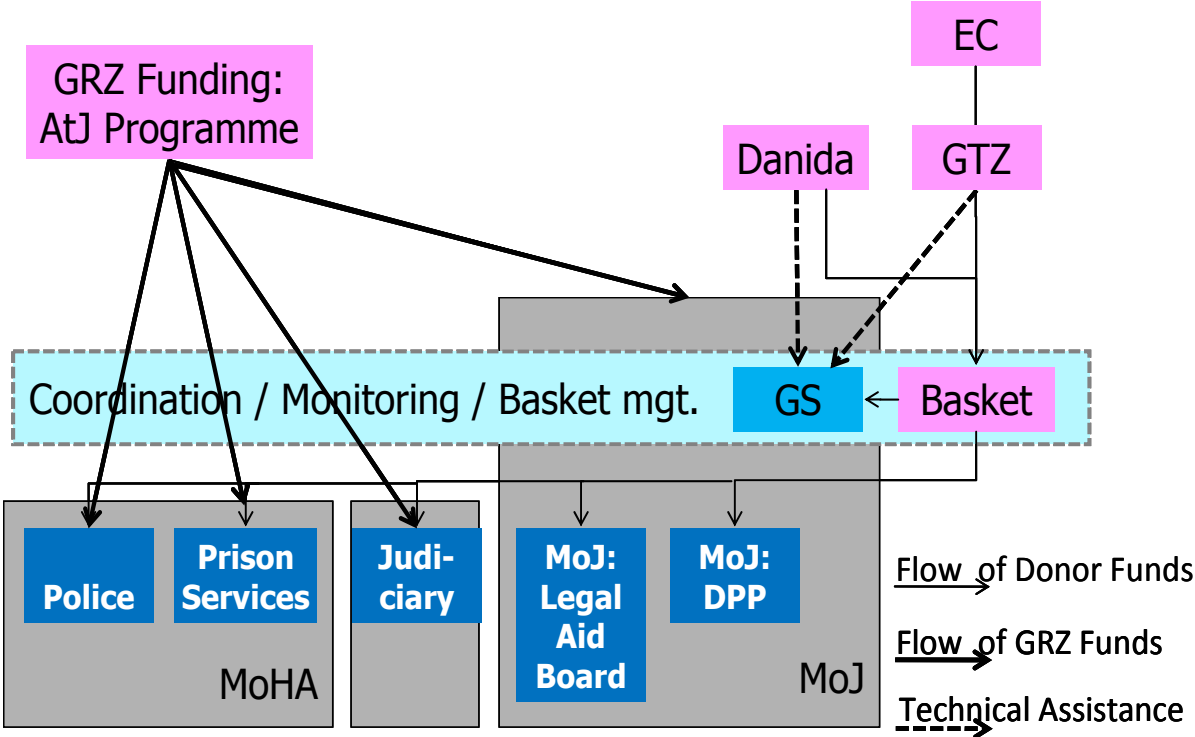 EC
GRZ Funding:
AtJ Programme
Danida
GTZ
Coordination / Monitoring / Basket mgt.
GS
Basket
Police
Prison
Services
Judi-
ciary
MoJ:
Legal
Aid
Board
MoJ:
DPP
MoHA
MoJ
Flow of Donor Funds
Flow of GRZ Funds
Technical Assistance